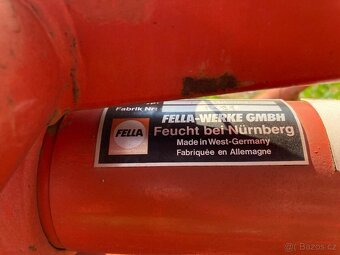 Fabrik Nr:
FELLA-WERKE GMBH
FELLA
Feucht bei Nürnberg
Made in West-Germany
Fabriquée en Allemagne
Bazos.cz